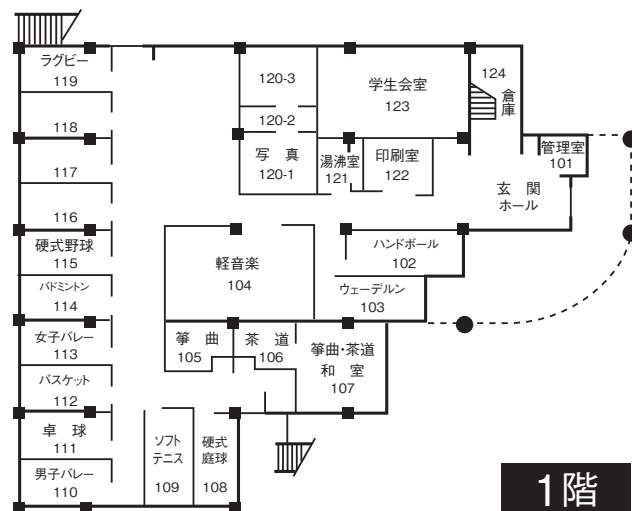 ラグビー
119
118
117
116
硬式野球
115
バドミントン
114
女子バレー
113
バスケット
112
卓 球
111
男子バレー
110
120-3
120-2
写 真
120-1
学生会室
123
124
倉庫
湯沸室
121
印刷室
122
管理室
101
玄 関
ホール
軽音楽
104
ハンドボール
102
ウェーデルン
103
箏 曲
105
茶 道
106
箏曲・茶道
和 室
107
ソフト
テニス
109
硬式
庭球
108
1階